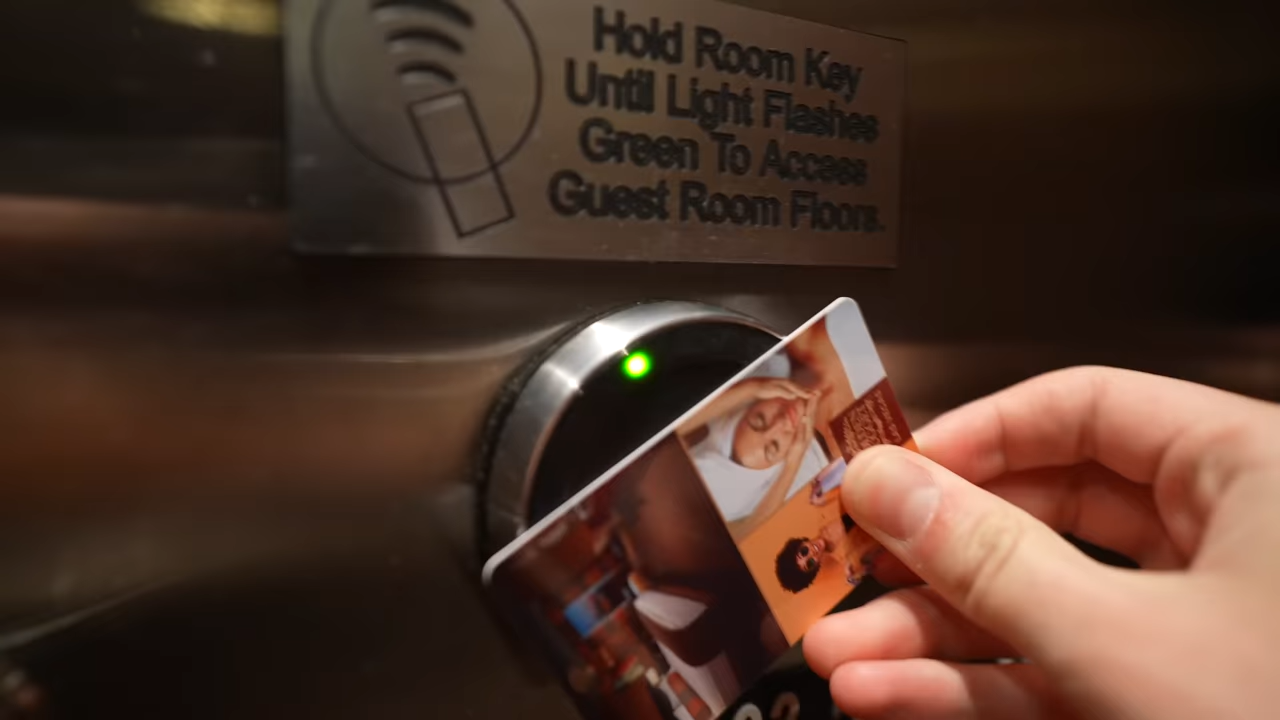 Hold Room Key
Until Light Flashes
Green To Access
Guest Room Floors.